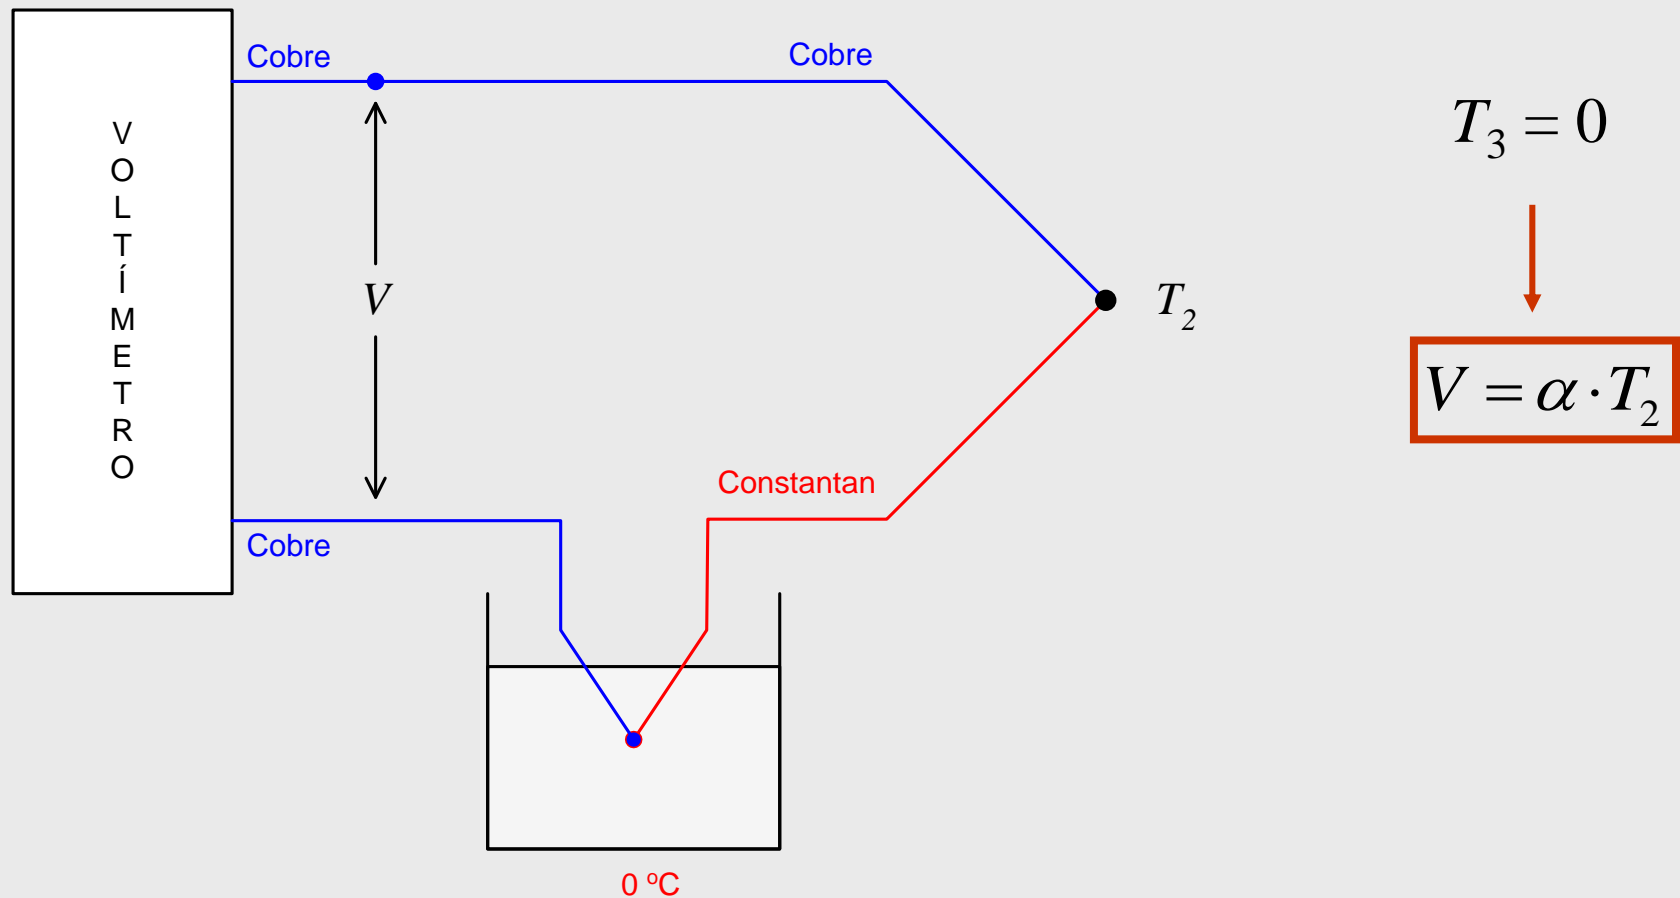 Cobre
Cobre
V
O
L
T
Í
M
E
T
R
O
V
T₂
Constantan
Cobre
0 ºC
T₃ = 0
V = α · T₂